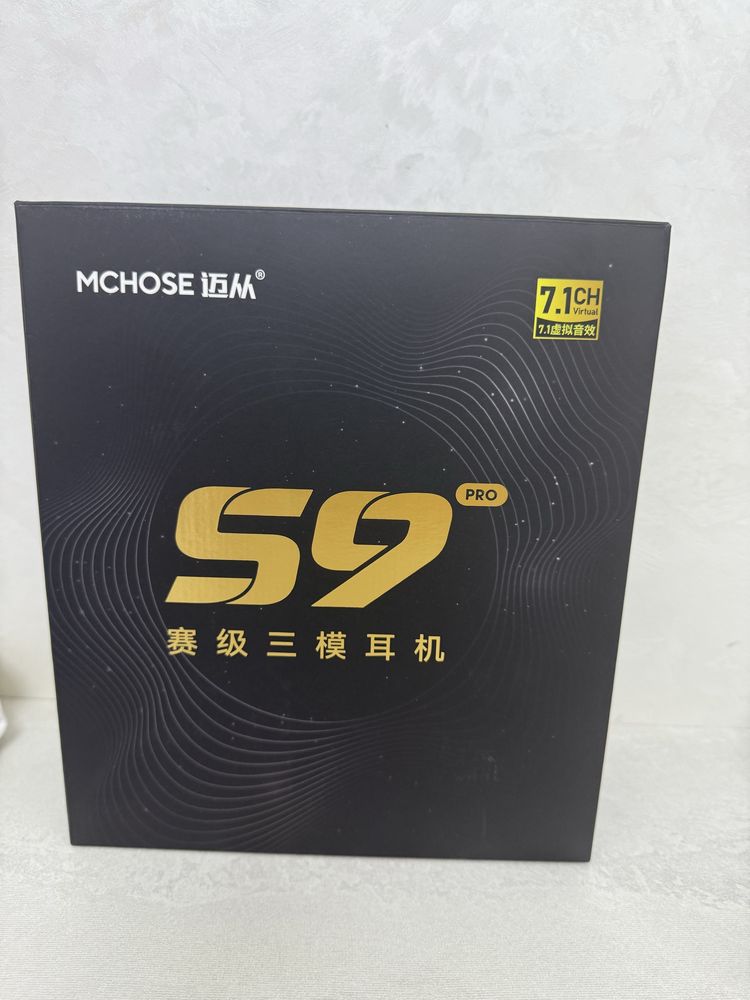 MCHOSE 迈从®
7.1CH
Virtual
7.1虚拟音效
S9 PRO
赛级三模耳机